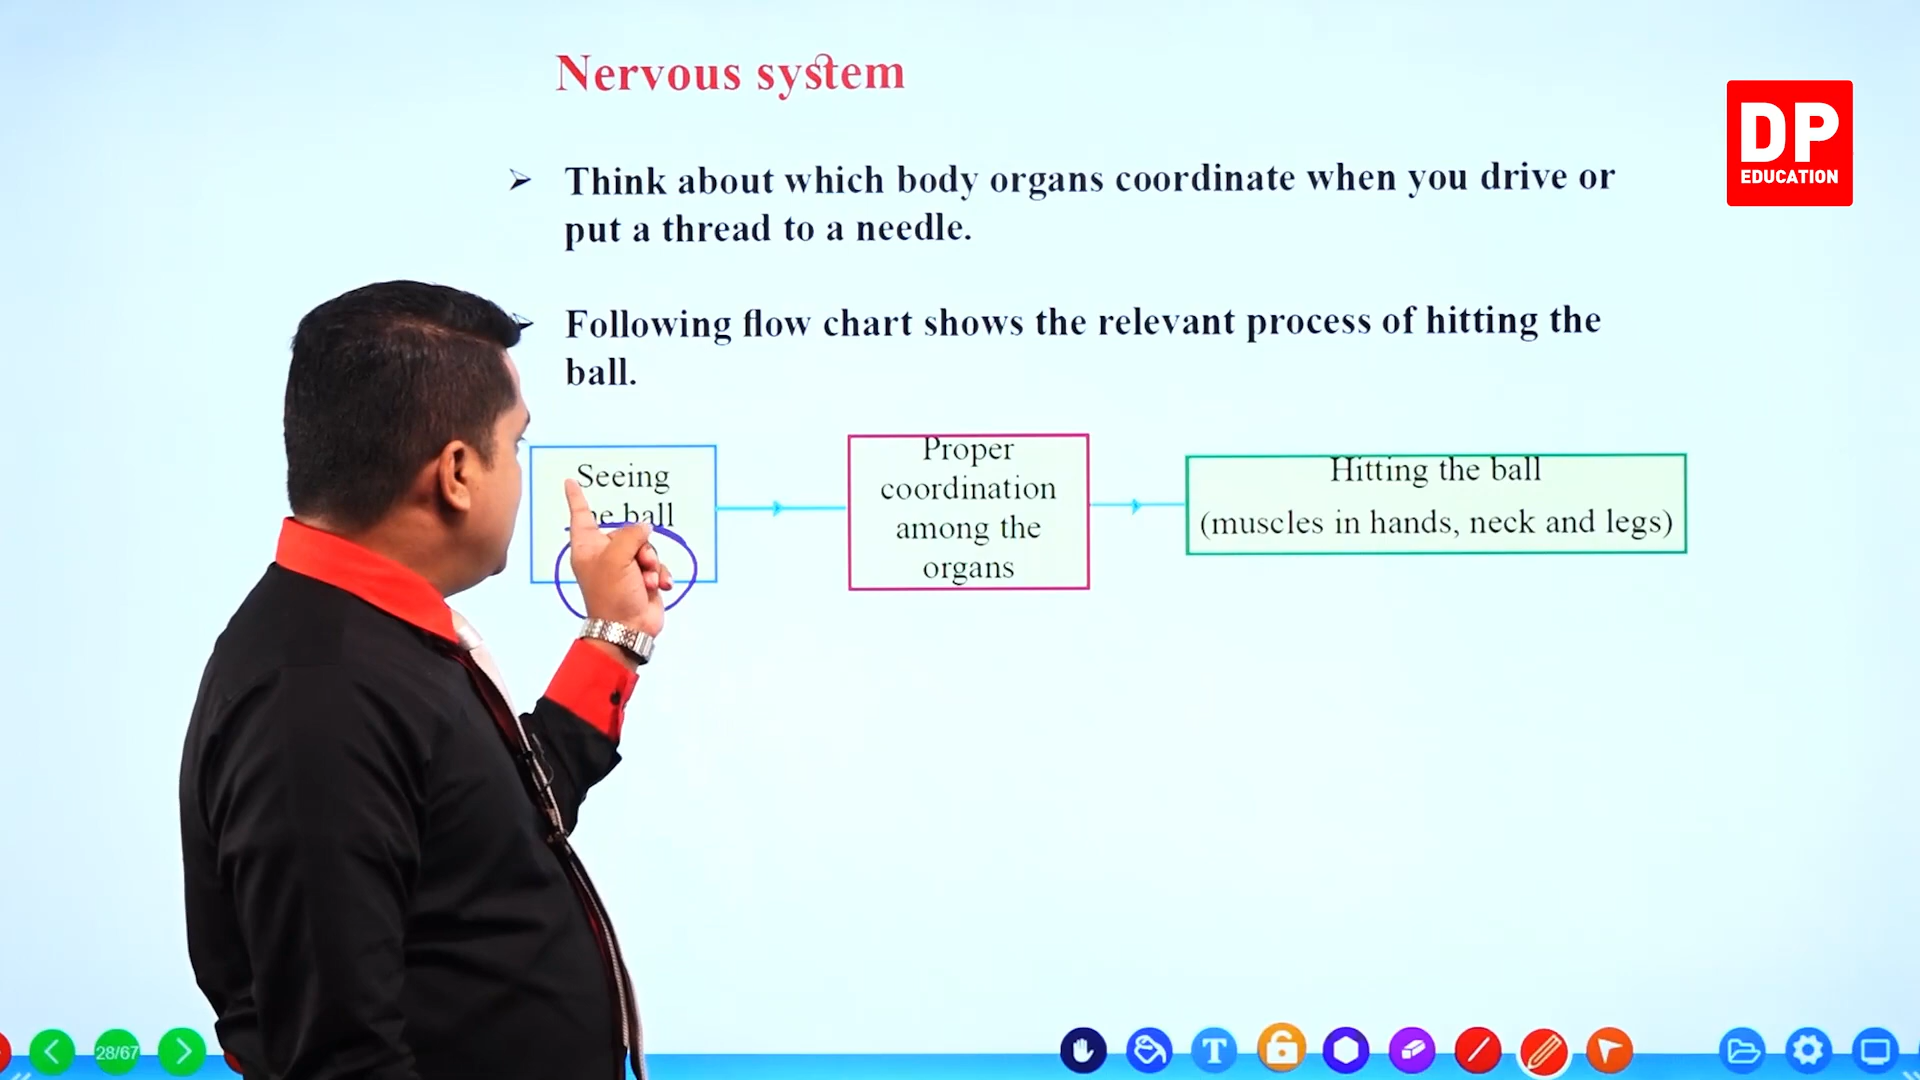 Nervous system
DP
EDUCATION
➢ Think about which body organs coordinate when you drive or
put a thread to a needle.
Following flow chart shows the relevant process of hitting the
ball.
Seeing
ball
Proper
coordination
among the
organs
Hitting the ball
(muscles in hands, neck and legs)
28/67
T